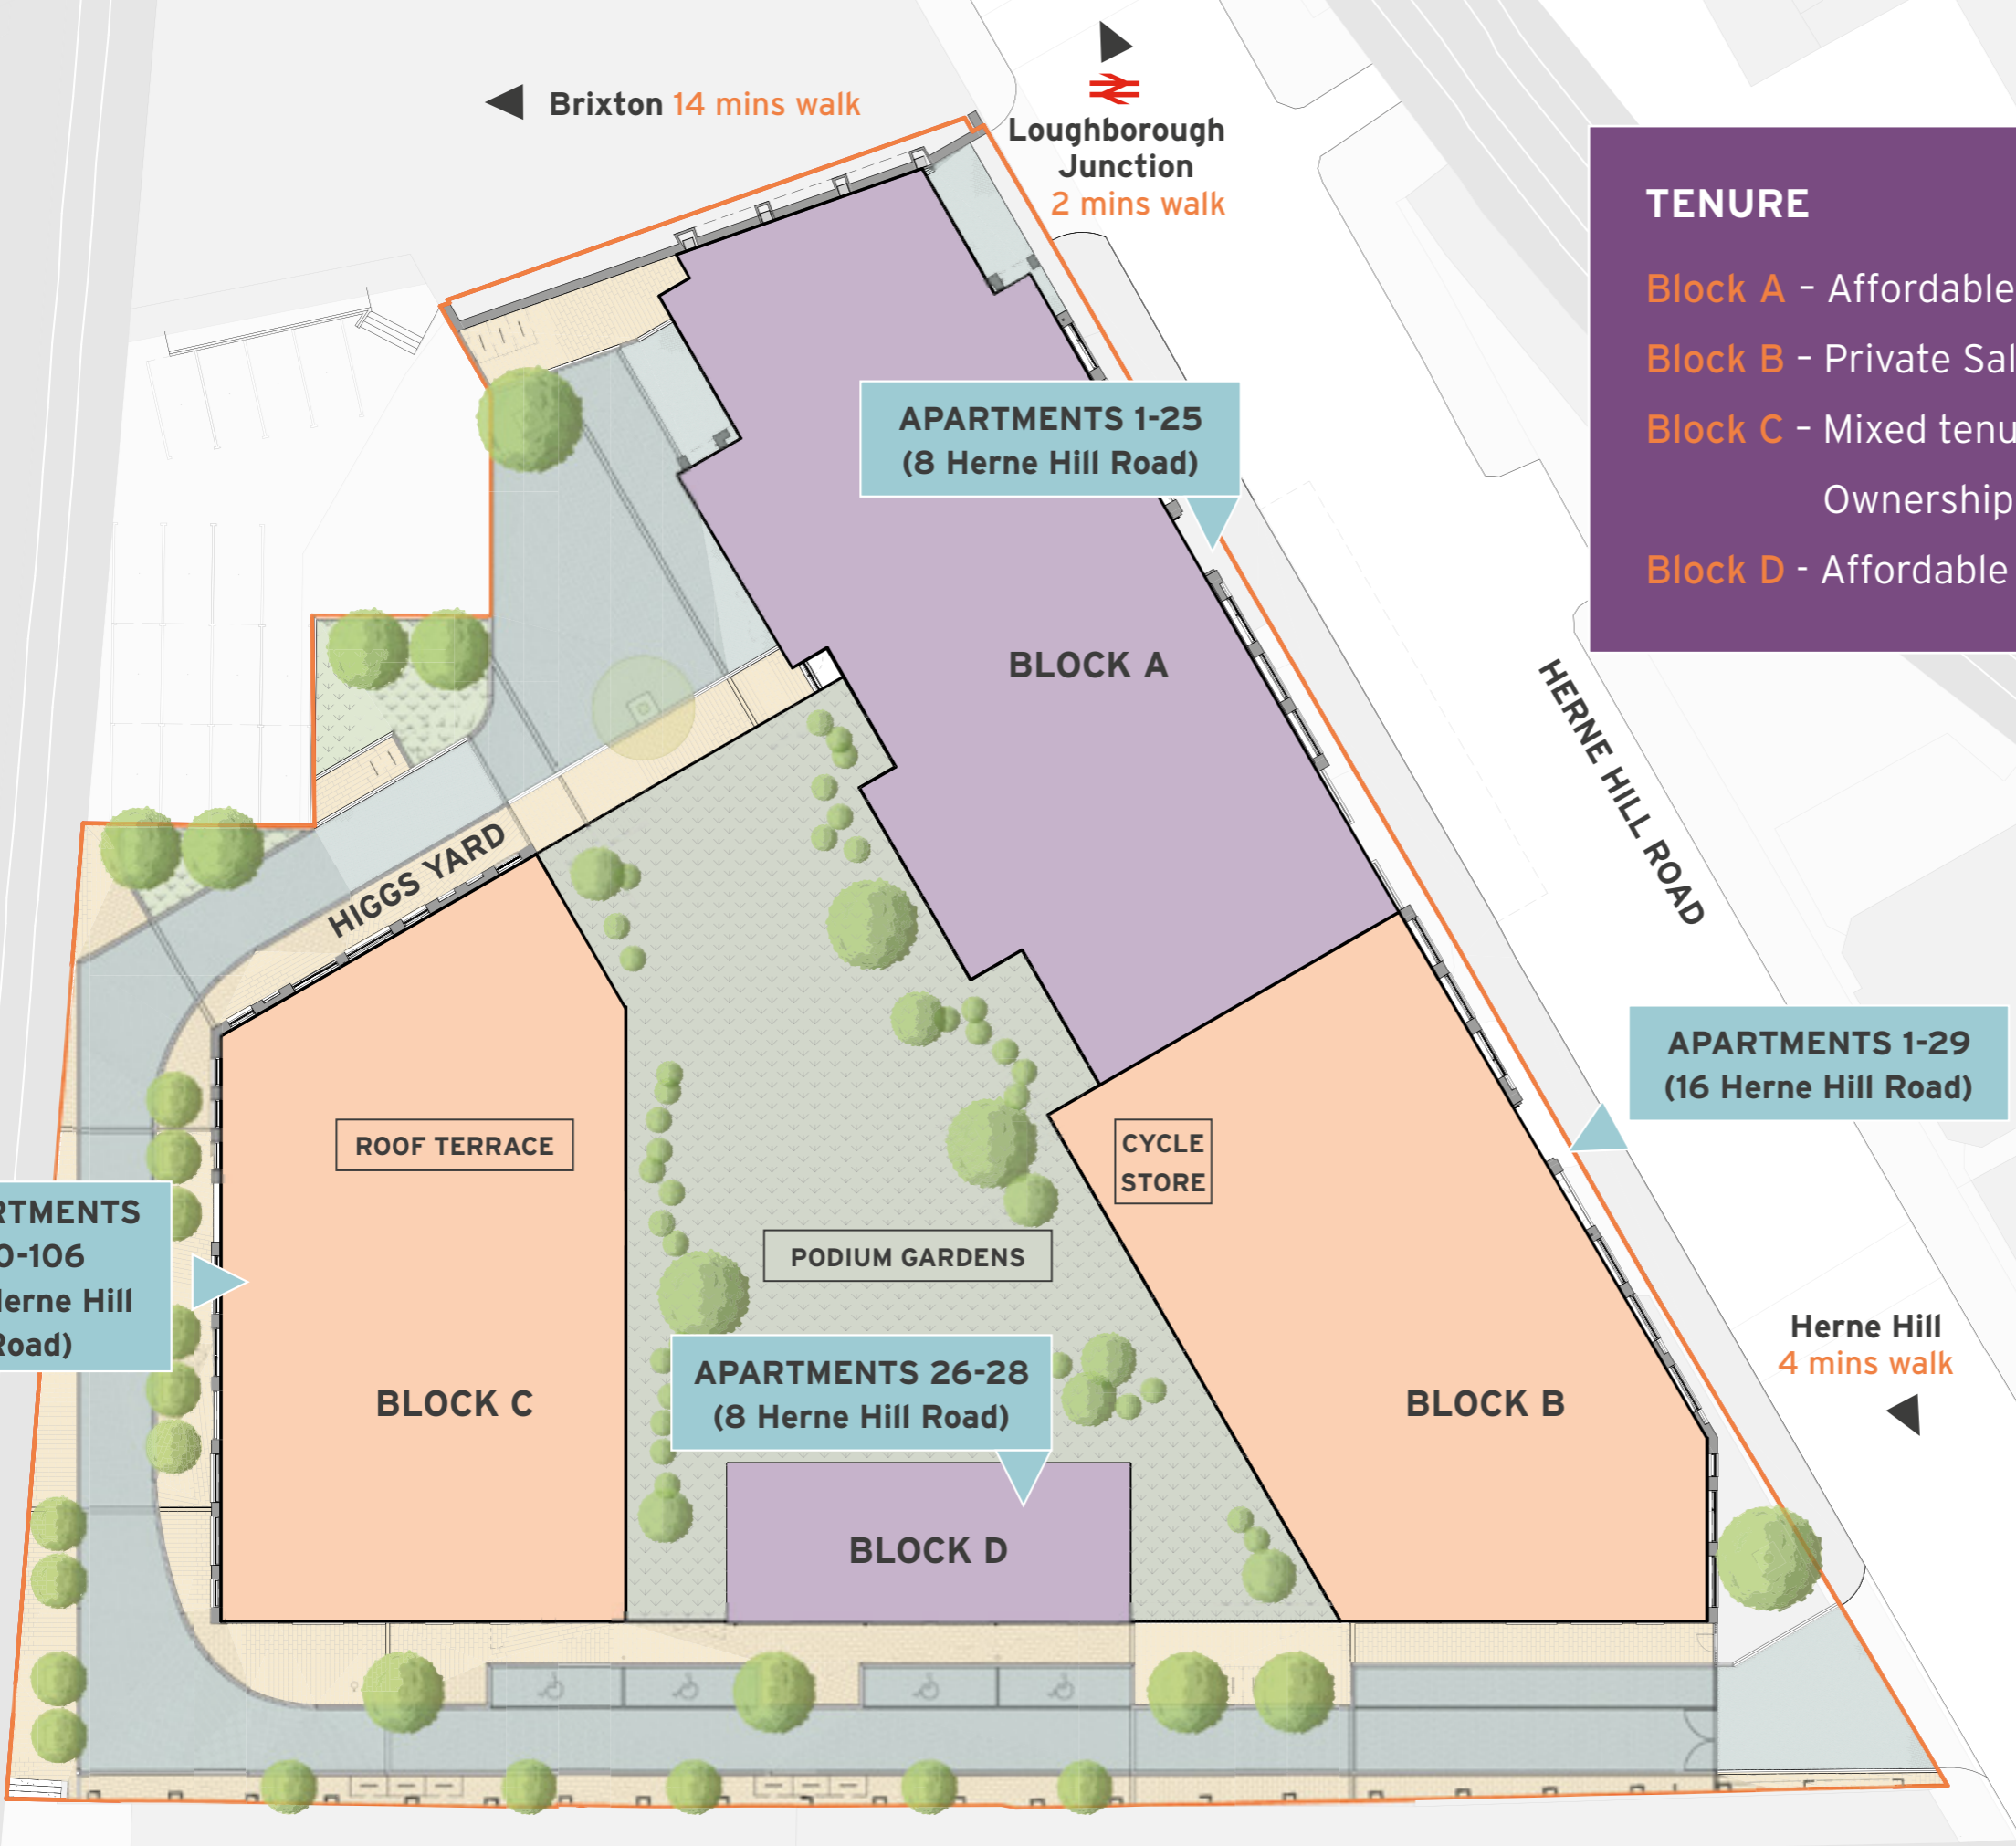 Brixton 14 mins walk
Loughborough
Junction
2 mins walk
TENURE
Block A – Affordable
Block B – Private Sal
Block C – Mixed tenu
Ownership
Block D - Affordable
APARTMENTS 1-25
(8 Herne Hill Road)
BLOCK A
HERNE HILL ROAD
HIGGS YARD
APARTMENTS 1-29
(16 Herne Hill Road)
ROOF TERRACE
CYCLE
STORE
RTMENTS
0-106
Herne Hill
Road)
PODIUM GARDENS
Herne Hill
4 mins walk
APARTMENTS 26-28
(8 Herne Hill Road)
BLOCK C
BLOCK B
BLOCK D